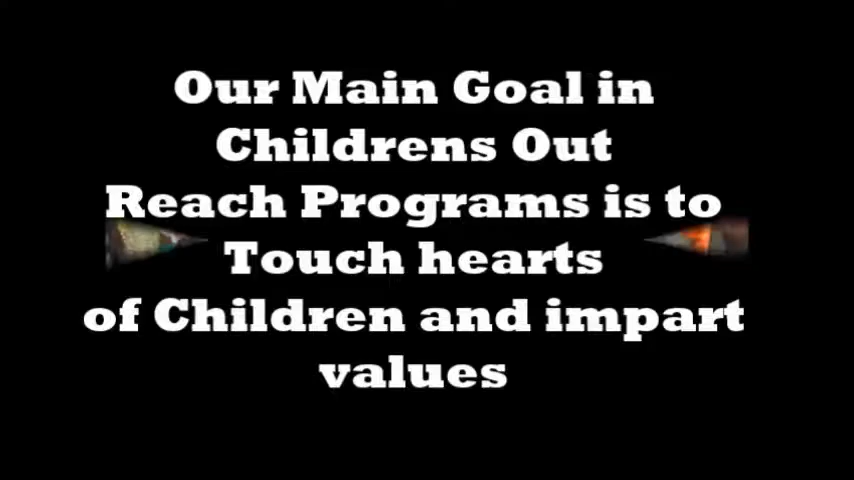 Our Main Goal in
Childrens Out
Reach Programs is to
Touch hearts
of Children and impart
values